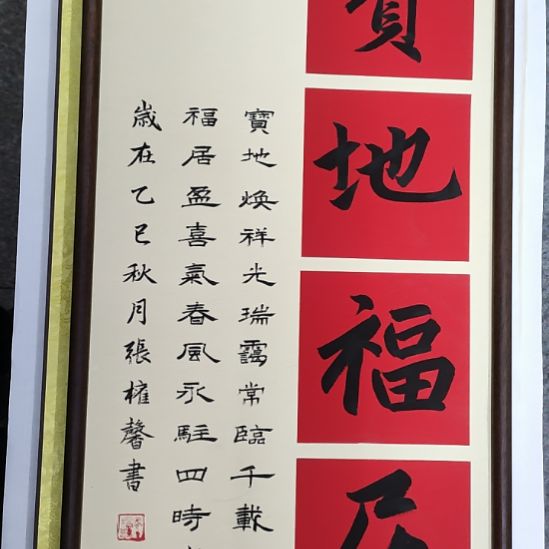 地福
寶地煥祥光瑞靄常臨千載
福居盈喜氣春風永駐四時
歲在乙巳秋月張馨書